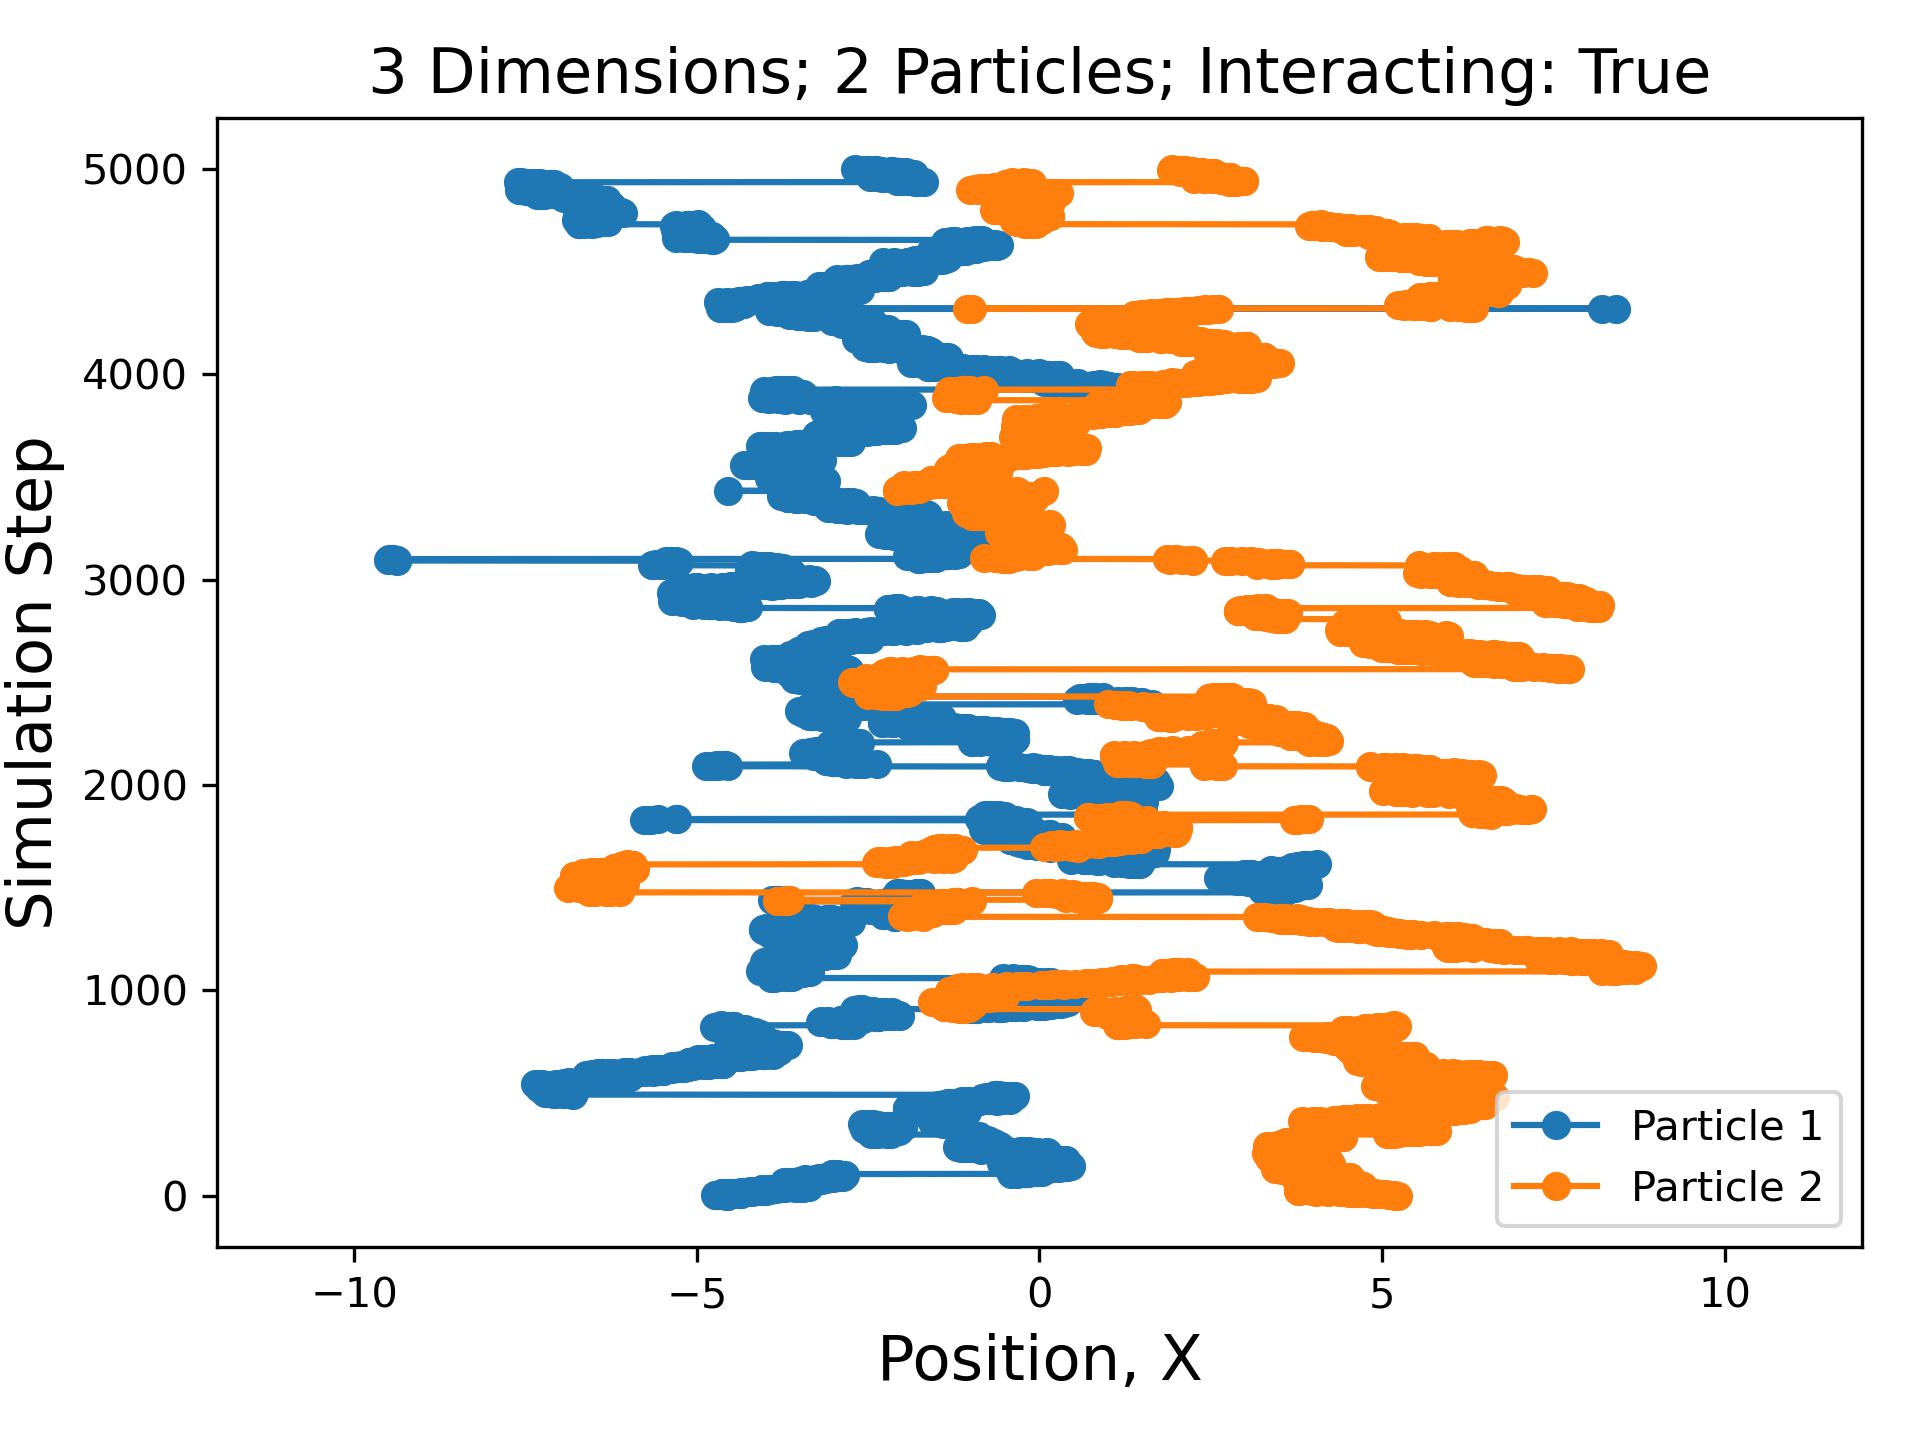 3 Dimensions; 2 Particles; Interacting: True
Simulation Step
5000
4000
3000
2000
1000
0
−10
−5
0
5
10
Position, X
Particle 1
Particle 2